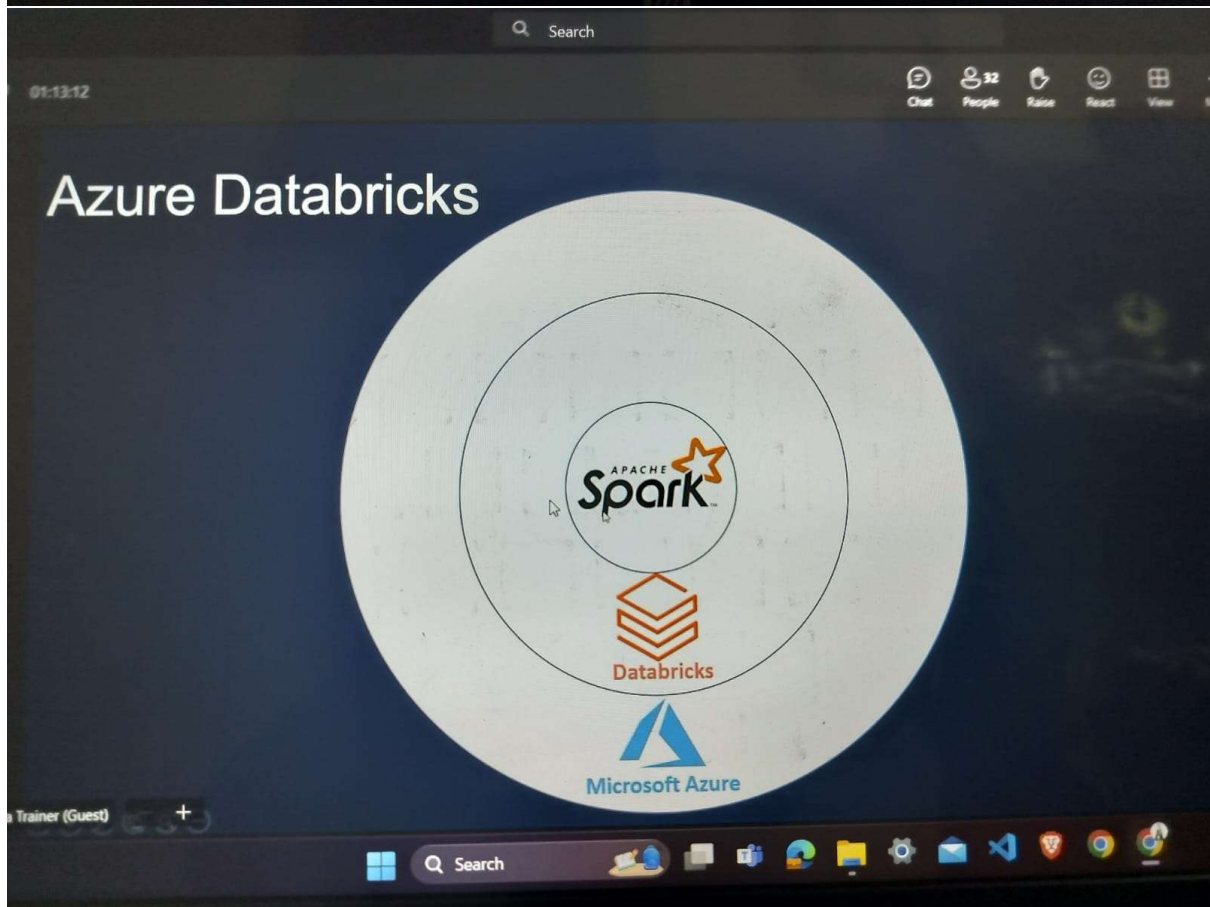 Search
01:13:12
32
Chat People Raise React View
Azure Databricks
APACHE
Spark
Databricks
Microsoft Azure
Trainer (Guest)
Search